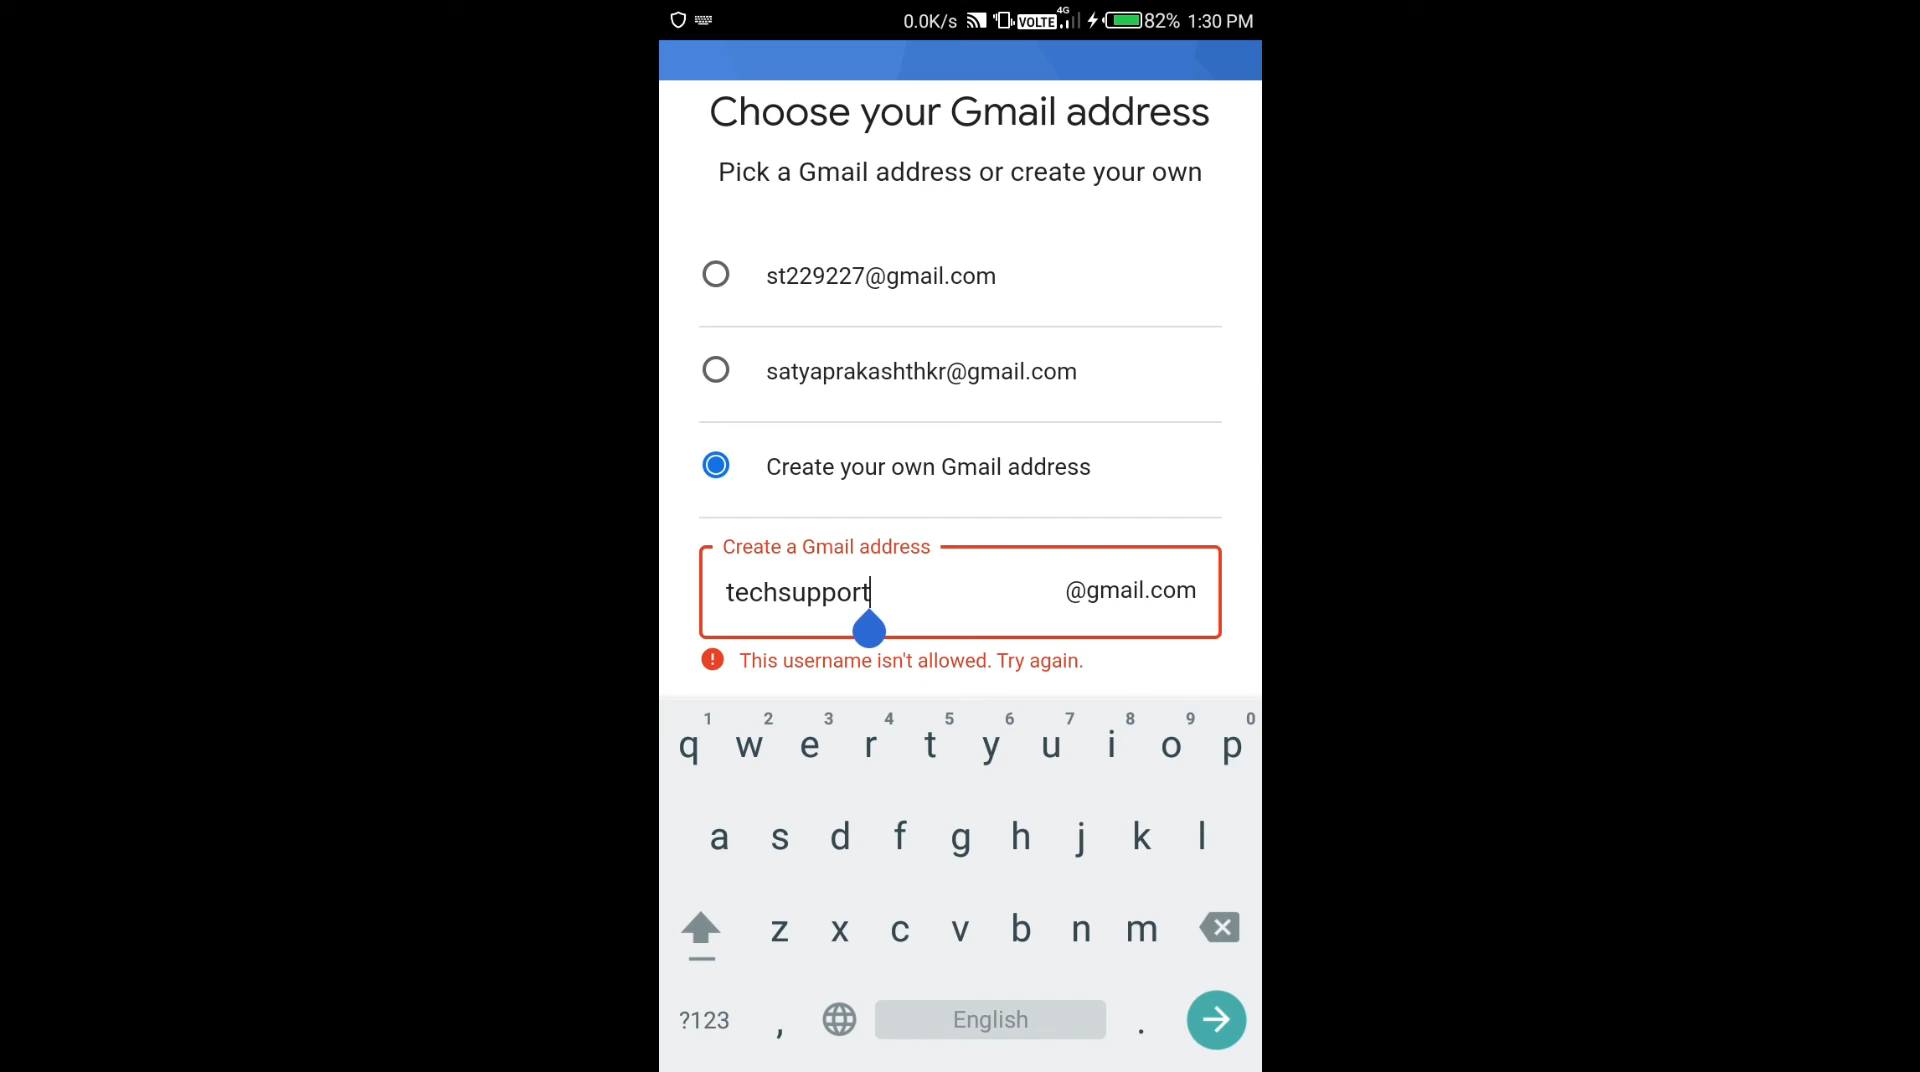 0.0K/s VOLTE 4G 82% 1:30 PM
Choose your Gmail address
Pick a Gmail address or create your own
st229227@gmail.com
satyaprakashthkr@gmail.com
Create your own Gmail address
Create a Gmail address
techsupport @gmail.com
! This username isn't allowed. Try again.
1 2 3 4 5 6 7 8 9 0
q w e r t y u i o p
a s d f g h j k l
z x c v b n m
?123 , English .